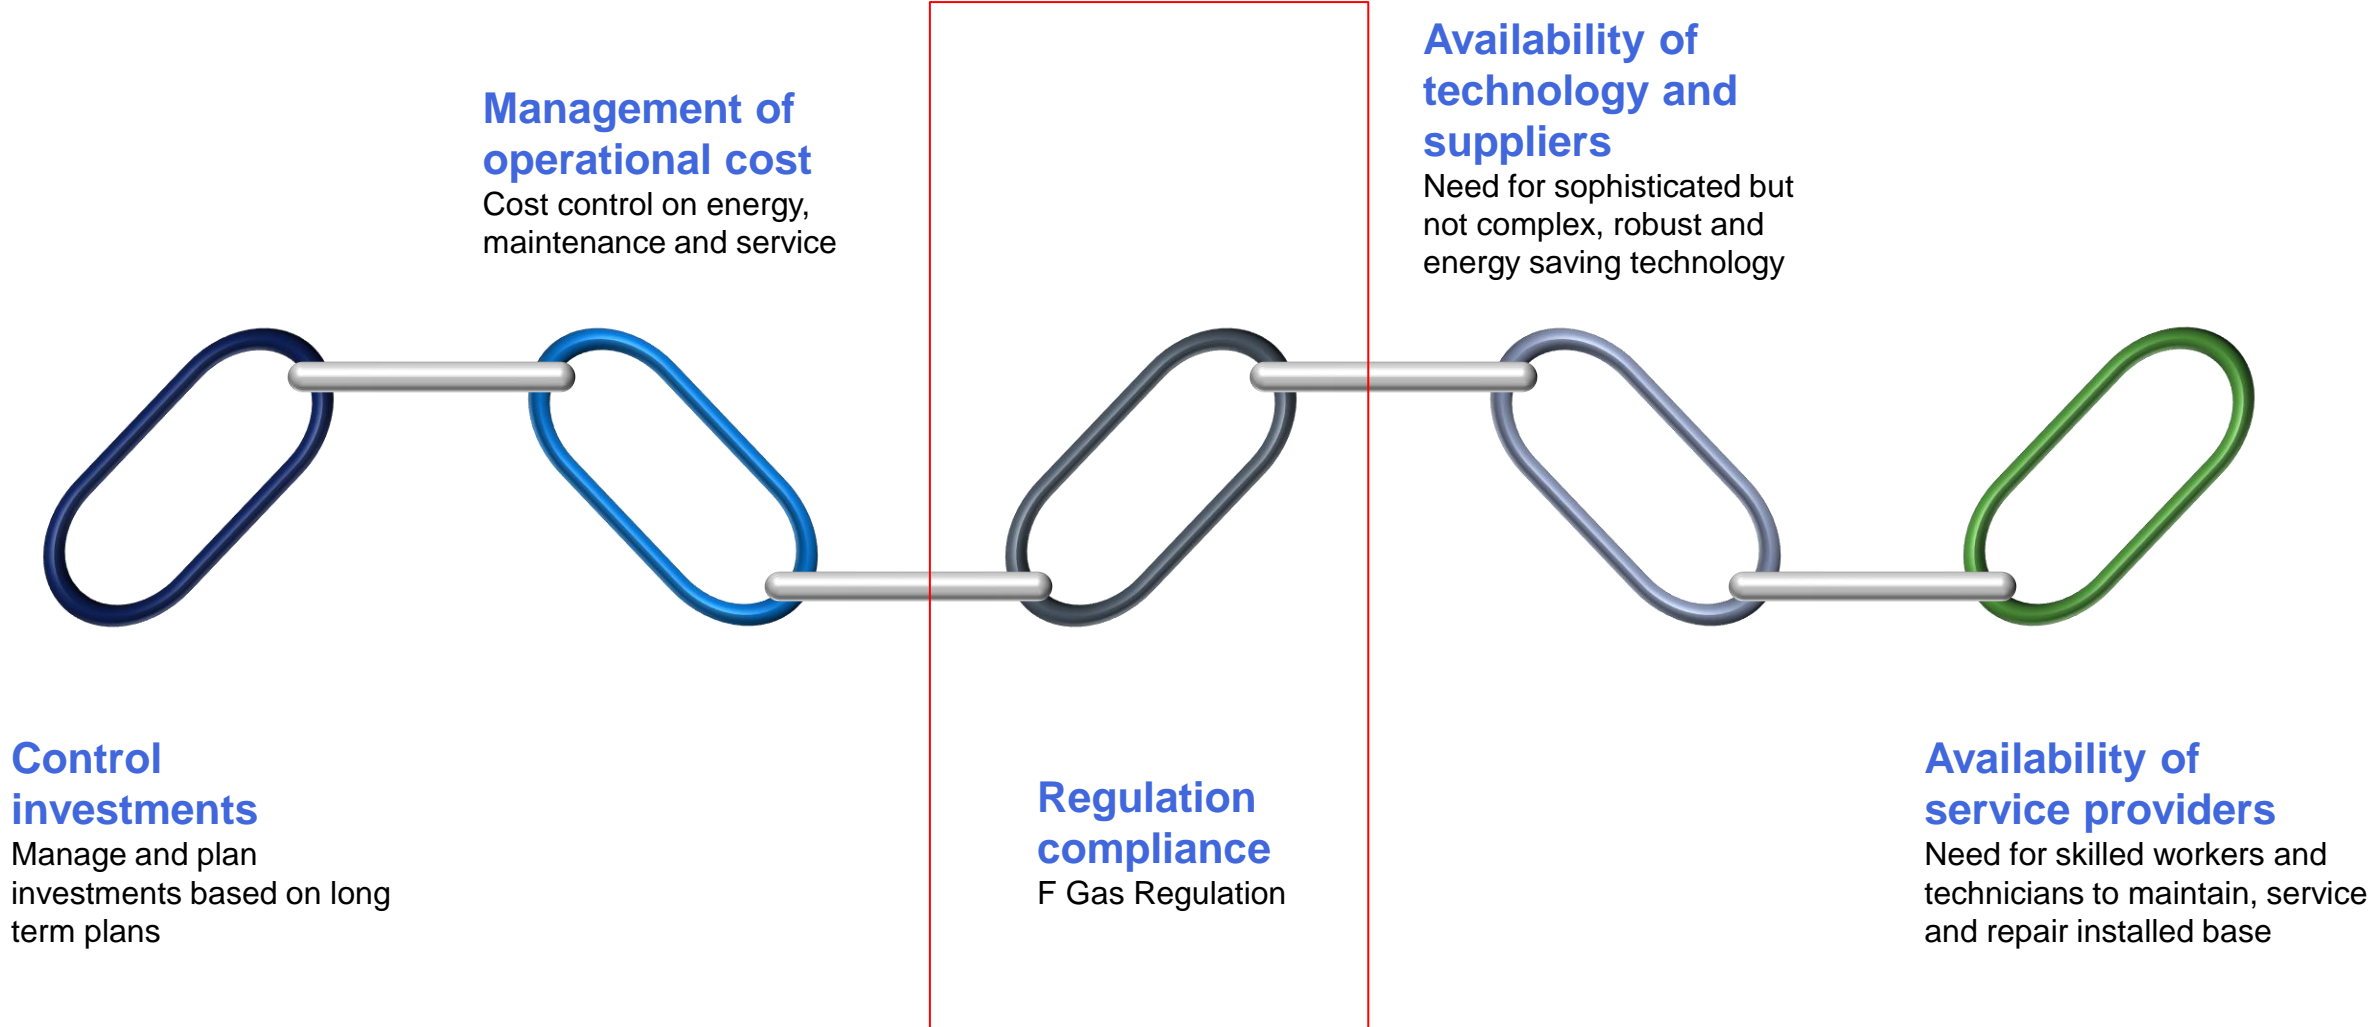 Management of
operational cost
Cost control on energy,
maintenance and service
Availability of
technology and
suppliers
Need for sophisticated but
not complex, robust and
energy saving technology
Control
investments
Manage and plan
investments based on long
term plans
Regulation
compliance
F Gas Regulation
Availability of
service providers
Need for skilled workers and
technicians to maintain, service
and repair installed base